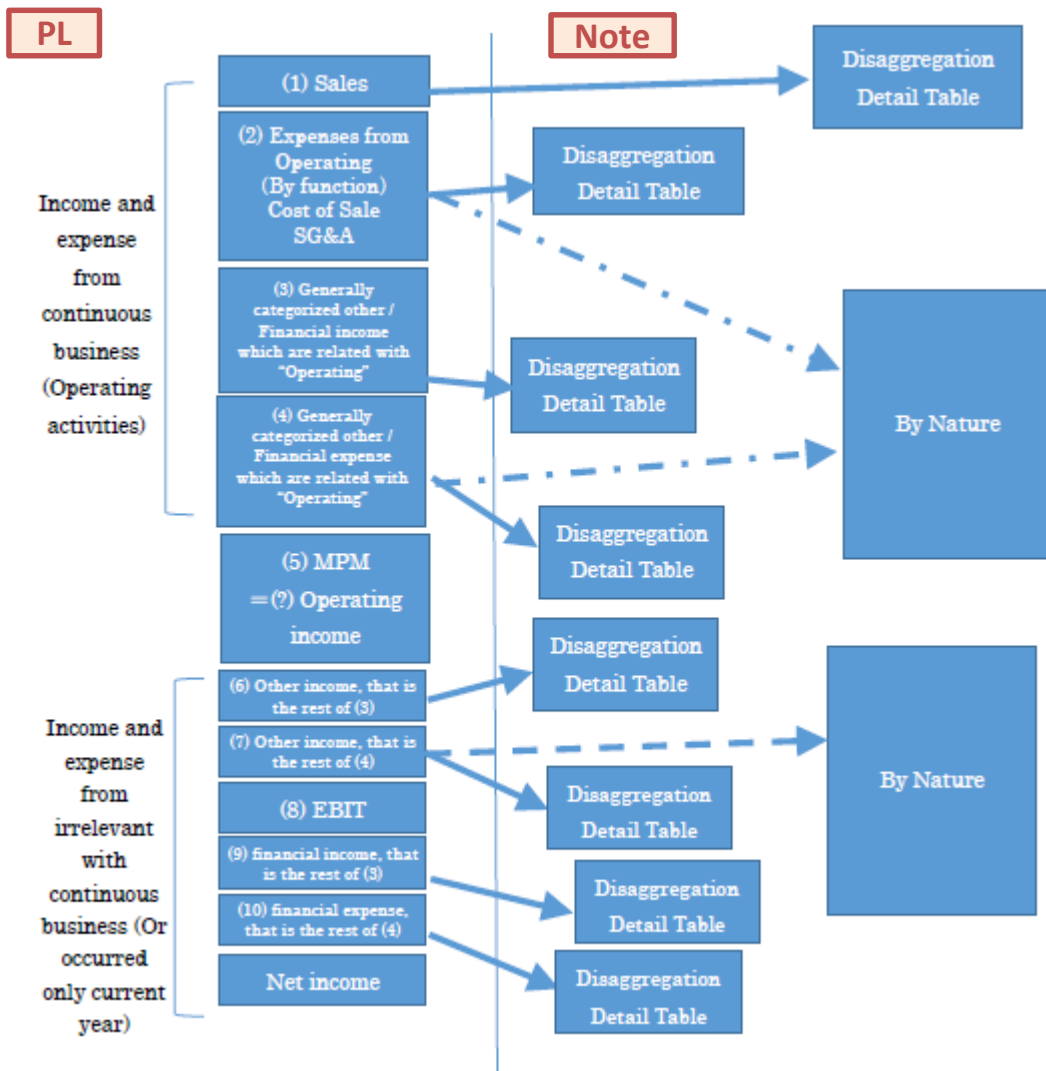 PL
Note
Income and
expense
from
continuous
business
(Operating
activities)
(1) Sales
(2) Expenses from
Operating
(By function)
Cost of Sale
SG&A
(3) Generally
categorized other /
Financial income
which are related with
“Operating”
(4) Generally
categorized other /
Financial expense
which are related with
“Operating”
(5) MPM
=(?) Operating
income
Income and
expense
from
irrelevant
with
continuous
business (Or
occurred
only current
year)
(6) Other income, that is
the rest of (3)
(7) Other income, that is
the rest of (4)
(8) EBIT
(9) financial income, that
is the rest of (3)
(10) financial expense,
that is the rest of (4)
Net income
Disaggregation
Detail Table
Disaggregation
Detail Table
Disaggregation
Detail Table
Disaggregation
Detail Table
Disaggregation
Detail Table
Disaggregation
Detail Table
Disaggregation
Detail Table
Disaggregation
Detail Table
By Nature
By Nature